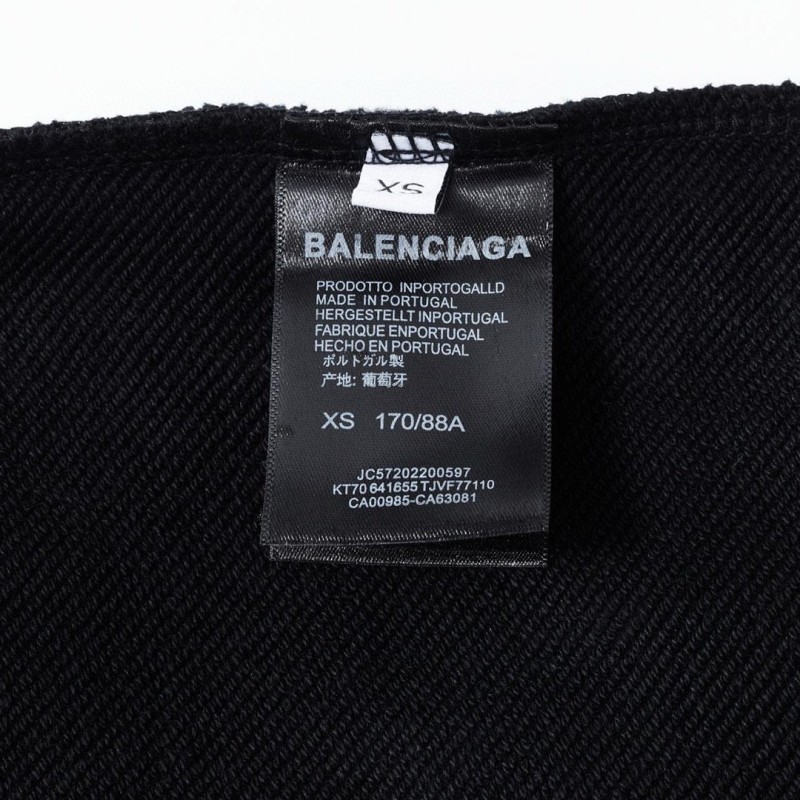 XS
BALENCIAGA
PRODOTTO INPORTOGALLD
MADE IN PORTUGAL
HERGESTELLT INPORTUGAL
FABRIQUE ENPORTUGAL
HECHO EN PORTUGAL
ポルトガル製
产地: 葡萄牙
XS 170/88A
JC57202200597
KT70 641655 TJVF77110
CA00985-CA63081